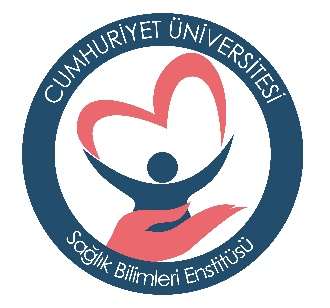 CUMHURİYET ÜNİVERSİTESİ
Sağlık Bilimleri Enstitüsü